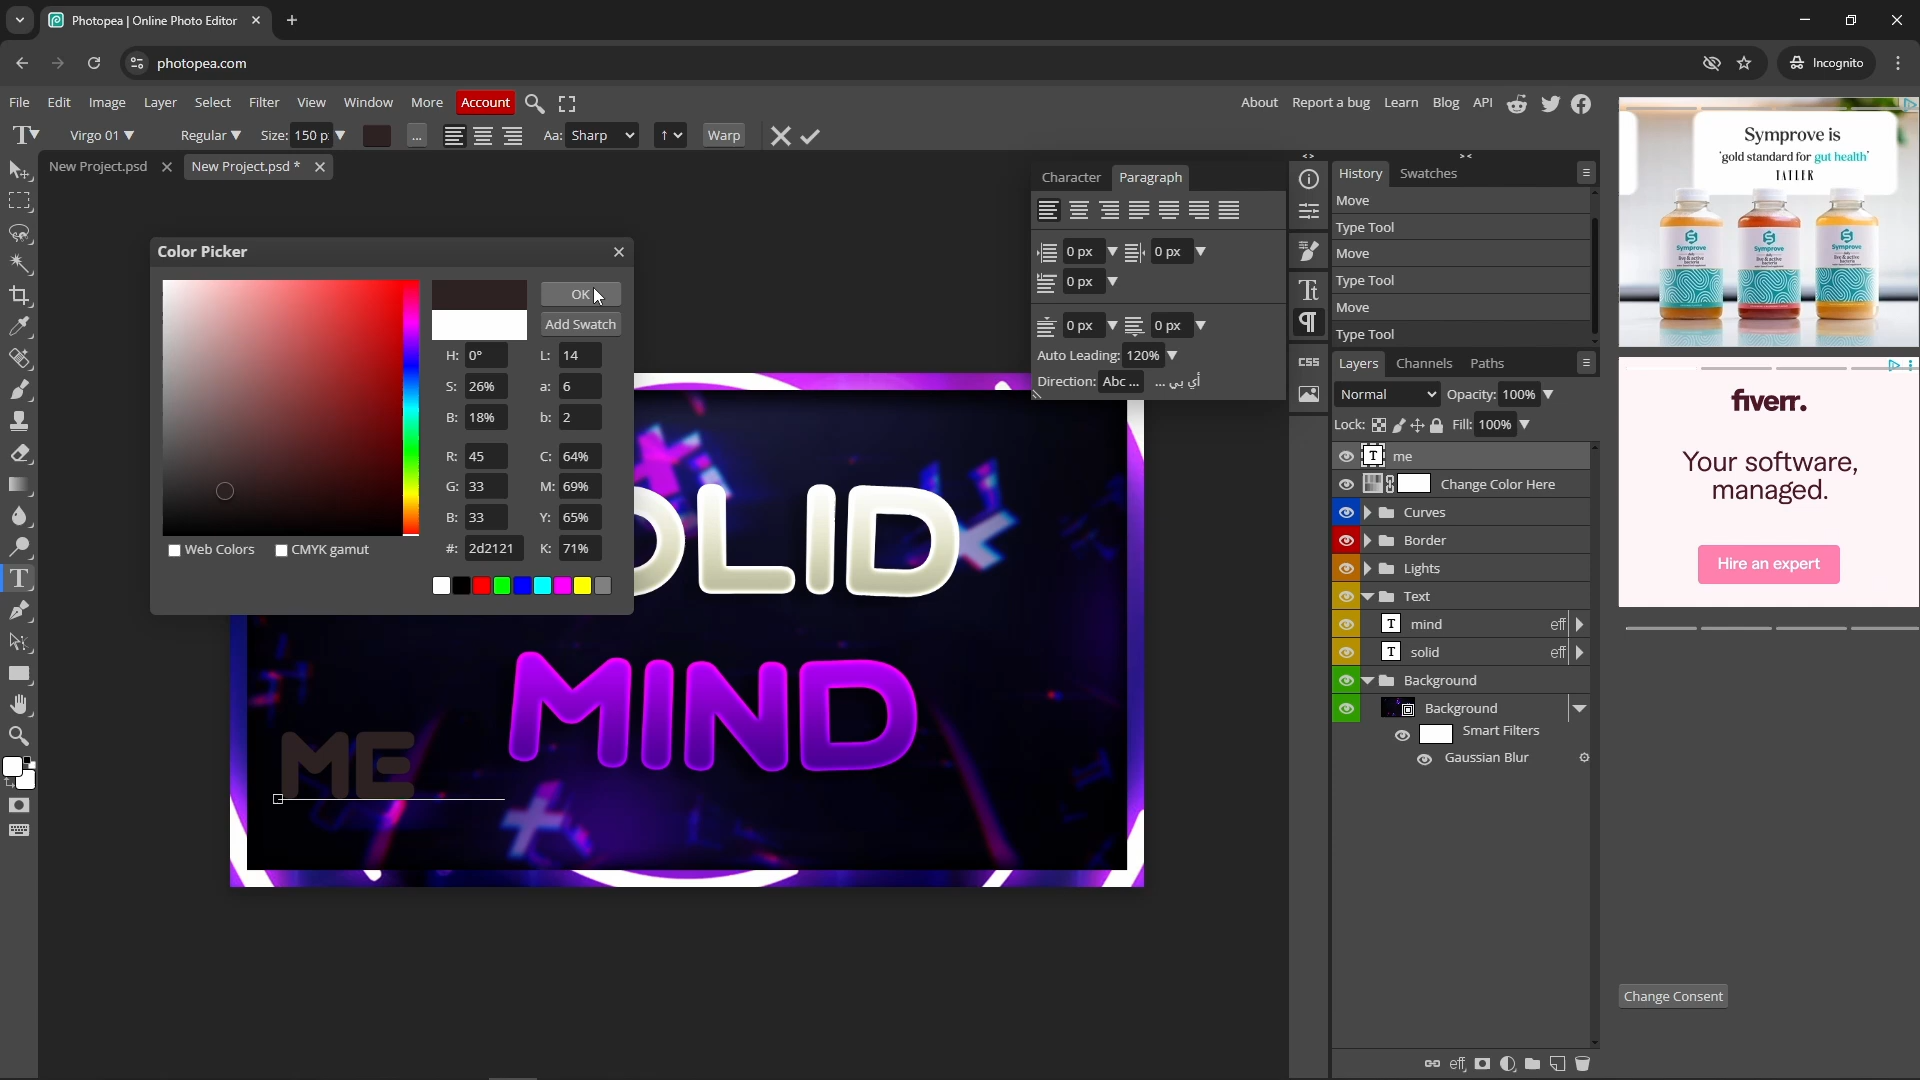 Photopea | Online Photo Editor
photopea.com
Incognito
File Edit Image Layer Select Filter View Window More Account
About Report a bug Learn Blog API
Virgo 01 Regular Size: 150 p Aa: Sharp Warp
New Project.psd New Project.psd *
Color Picker
OK
Add Swatch
H: 0° L: 14
S: 26% a: 6
B: 18% b: 2
R: 45 C: 64%
G: 33 M: 69%
B: 33 Y: 65%
#: 2d2121 K: 71%
Web Colors CMYK gamut
OLID
MIND
ME
Character Paragraph
0 px 0 px
0 px
0 px 0 px
Auto Leading: 120%
Direction: Abc ... أي بي ...
CSS
History Swatches
Move
Type Tool
Move
Type Tool
Move
Type Tool
Layers Channels Paths
Normal Opacity: 100%
Lock: Fill: 100%
T me
Change Color Here
Curves
Border
Lights
Text
T mind eff
T solid eff
Background
Background
Smart Filters
Gaussian Blur
eff
Symprove is
'gold standard for gut health'
TATLER
Symprove
Symprove
Symprove
fiverr.
Your software,
managed.
Hire an expert
Change Consent